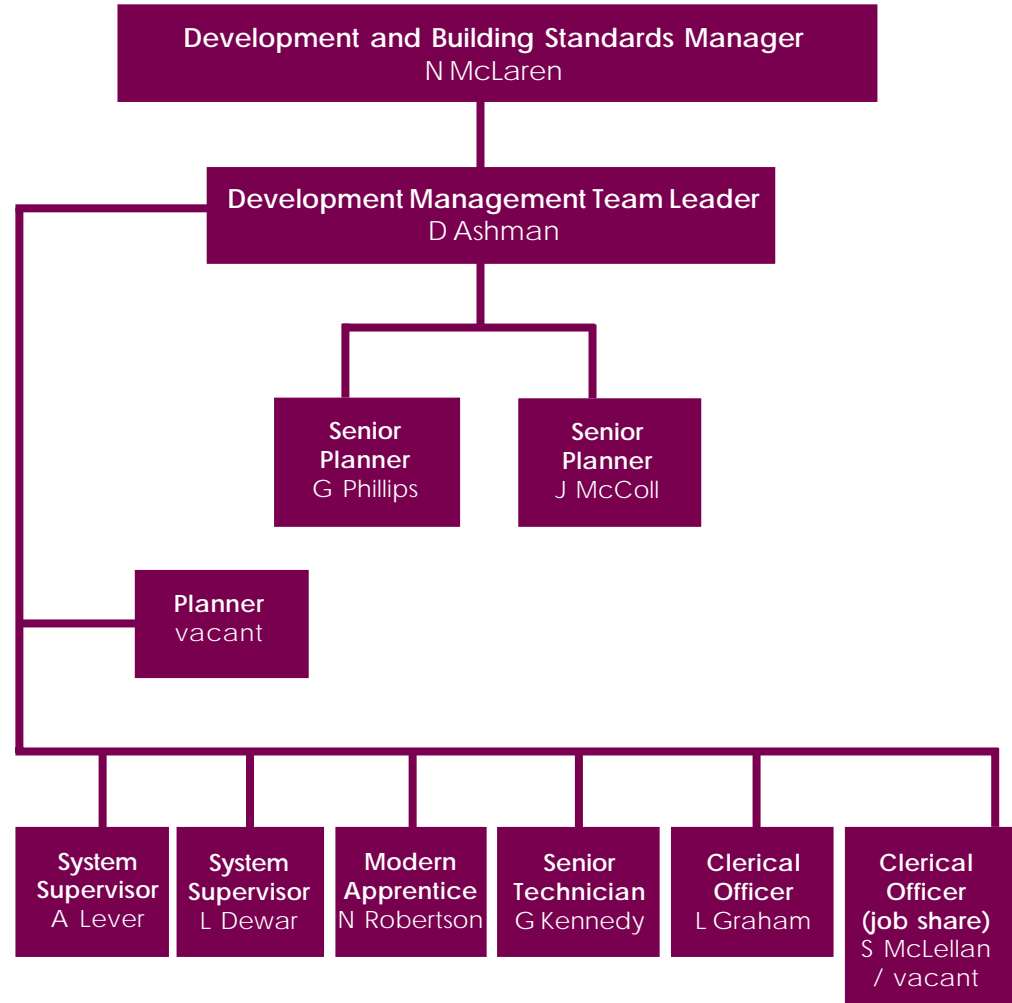 Development and Building Standards Manager
N McLaren
Development Management Team Leader
D Ashman
Senior
Planner
G Phillips
Senior
Planner
J McColl
Planner
vacant
System
Supervisor
A Lever
System
Supervisor
L Dewar
Modern
Apprentice
N Robertson
Senior
Technician
G Kennedy
Clerical
Officer
L Graham
Clerical
Officer
(job share)
S McLellan
/ vacant